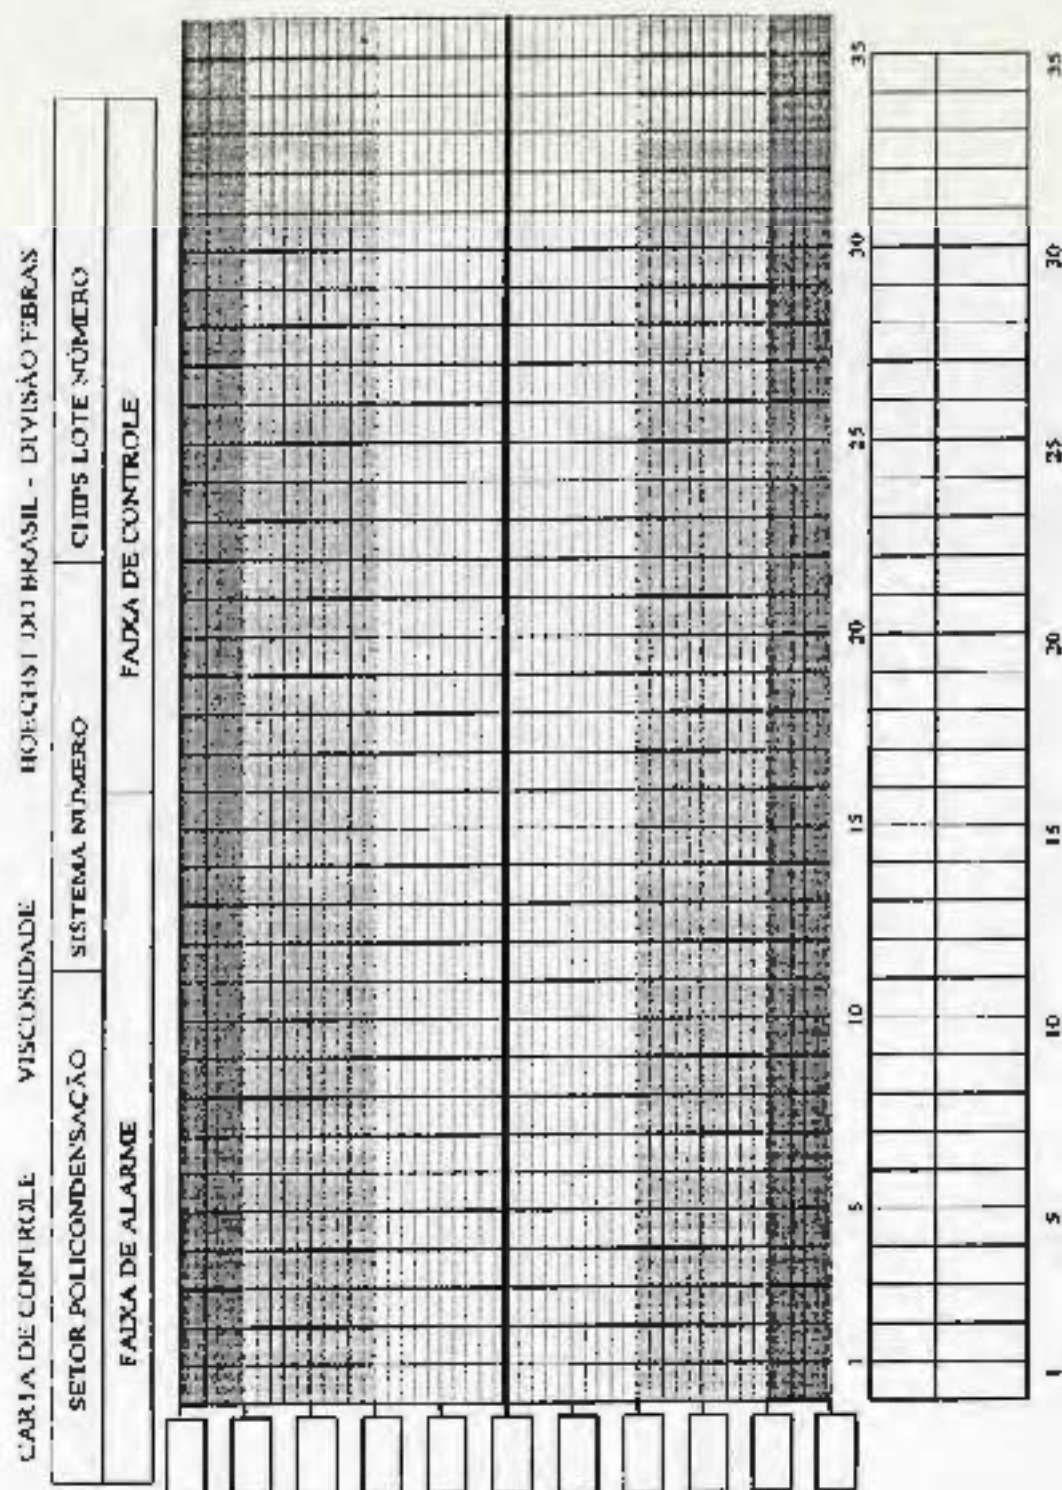 CARTA DE CONTROLE VISCOSIDADE HOECHST DO BRASIL - DIVISÃO FIBRAS
SETOR POLICONDENSAÇÃO SISTEMA NUMERO CHIPS LOTE NÚMERO
FAIXA DE ALARME FAIXA DE CONTROLE
1 5 10 15 20 25 30 35
1 5 10 15 20 25 30 35